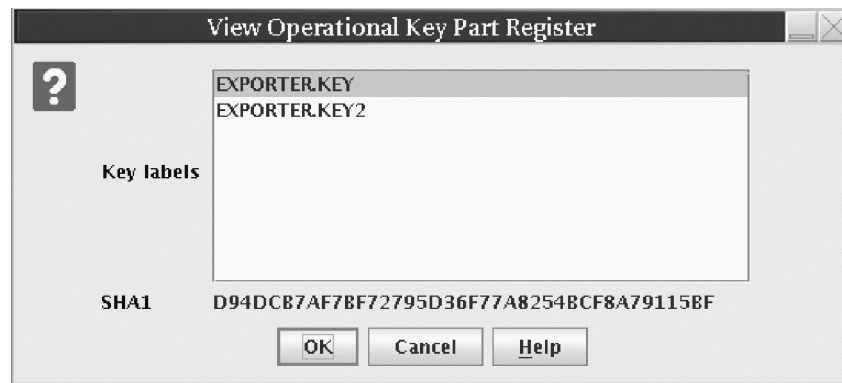 View Operational Key Part Register
EXPORTER.KEY
EXPORTER.KEY2
Key labels
SHA1 D94DCB7AF7BF72795D36F77A8254BCF8A79115BF
OK Cancel Help